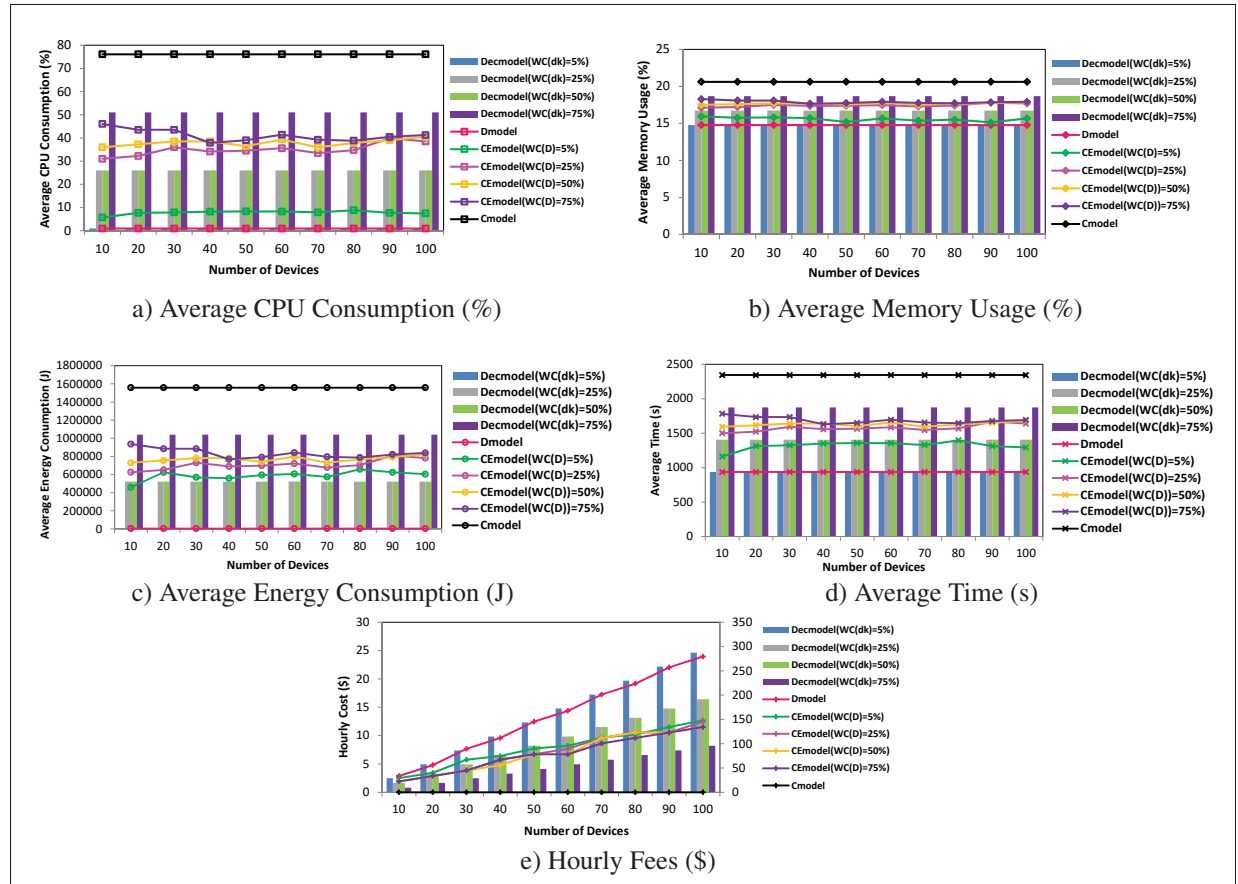 80
70
60
50
40
30
20
10
0
Average CPU Consumption (%)
10 20 30 40 50 60 70 80 90 100
Number of Devices
Decmodel(WC(dk)=5%)
Decmodel(WC(dk)=25%)
Decmodel(WC(dk)=50%)
Decmodel(WC(dk)=75%)
Dmodel
CEmodel(WC(D)=5%)
CEmodel(WC(D)=25%)
CEmodel(WC(D))=50%)
CEmodel(WC(D)=75%)
Cmodel
a) Average CPU Consumption (%)
25
20
15
10
5
0
Average Memory Usage (%)
10 20 30 40 50 60 70 80 90 100
Number of Devices
Decmodel(WC(dk)=5%)
Decmodel(WC(dk)=25%)
Decmodel(WC(dk)=50%)
Decmodel(WC(dk)=75%)
Dmodel
CEmodel(WC(D)=5%)
CEmodel(WC(D)=25%)
CEmodel(WC(D))=50%)
CEmodel(WC(D)=75%)
Cmodel
b) Average Memory Usage (%)
1800000
1600000
1400000
1200000
1000000
800000
600000
400000
200000
0
Average Energy Comumption (J)
10 20 30 40 50 60 70 80 90 100
Number of Devices
Decmodel(WC(dk)=5%)
Decmodel(WC(dk)=25%)
Decmodel(WC(dk)=50%)
Decmodel(WC(dk)=75%)
Dmodel
CEmodel(WC(D)=5%)
CEmodel(WC(D)=25%)
CEmodel(WC(D))=50%)
CEmodel(WC(D))=75%)
Cmodel
c) Average Energy Consumption (J)
2500
2000
1500
1000
500
0
Average Time (s)
10 20 30 40 50 60 70 80 90 100
Number of Devices
Decmodel(WC(dk)=5%)
Decmodel(WC(dk)=25%)
Decmodel(WC(dk)=50%)
Decmodel(WC(dk)=75%)
Dmodel
CEmodel(WC(D)=5%)
CEmodel(WC(D)=25%)
CEmodel(WC(D))=50%)
CEmodel(WC(D))=75%)
Cmodel
d) Average Time (s)
30
25
20
15
10
5
0
Hourly Cost ($)
10 20 30 40 50 60 70 80 90 100
Number of Devices
350
300
250
200
150
100
50
0
Decmodel(WC(dk)=5%)
Decmodel(WC(dk)=25%)
Decmodel(WC(dk)=50%)
Decmodel(WC(dk)=75%)
Dmodel
CEmodel(WC(D)=5%)
CEmodel(WC(D)=25%)
CEmodel(WC(D)=50%)
CEmodel(WC(D)=75%)
Cmodel
e) Hourly Fees ($)